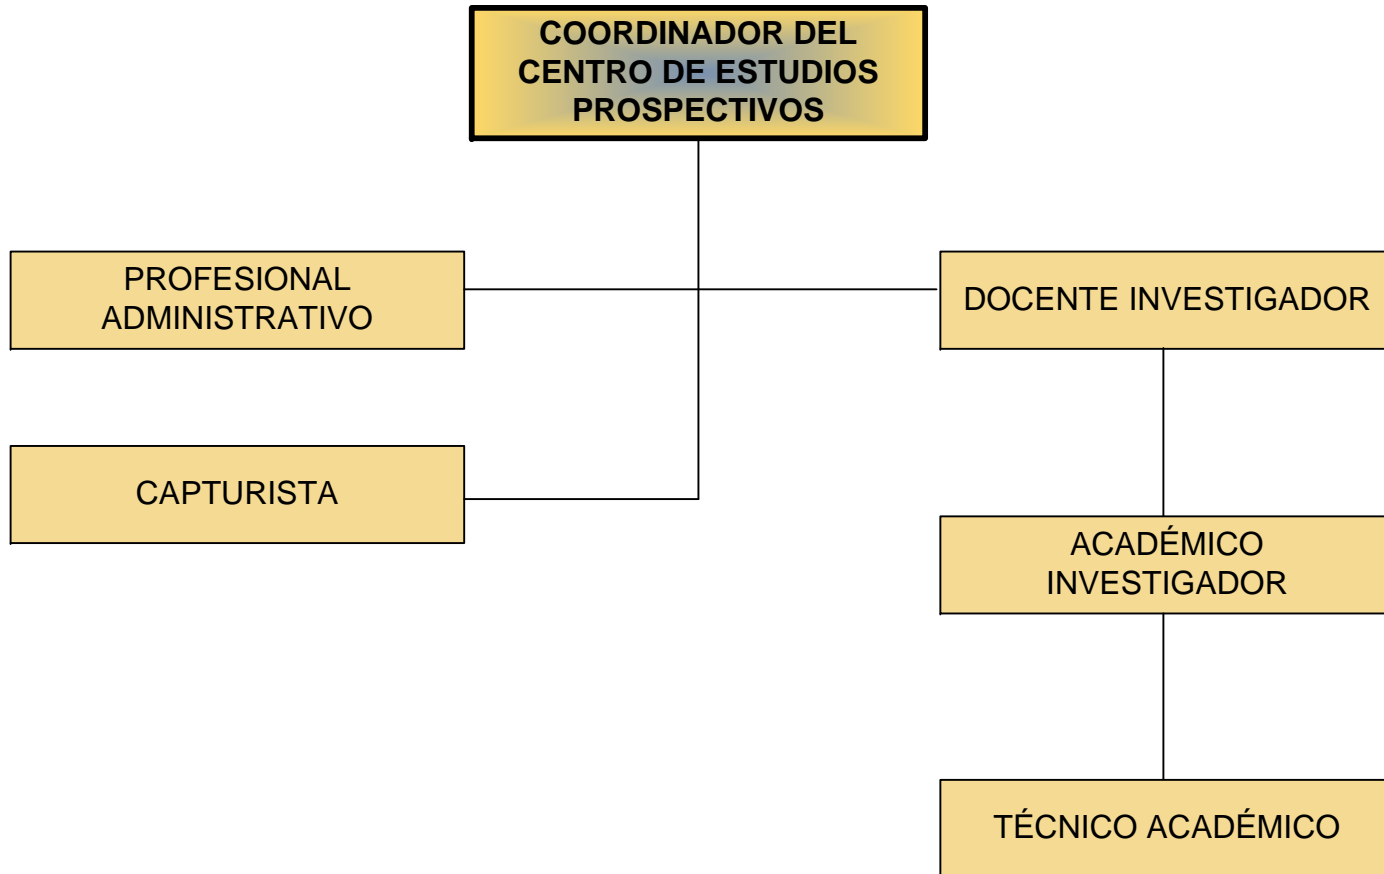 COORDINADOR DEL
CENTRO DE ESTUDIOS
PROSPECTIVOS
PROFESIONAL
ADMINISTRATIVO
DOCENTE INVESTIGADOR
CAPTURISTA
ACADÉMICO
INVESTIGADOR
TÉCNICO ACADÉMICO